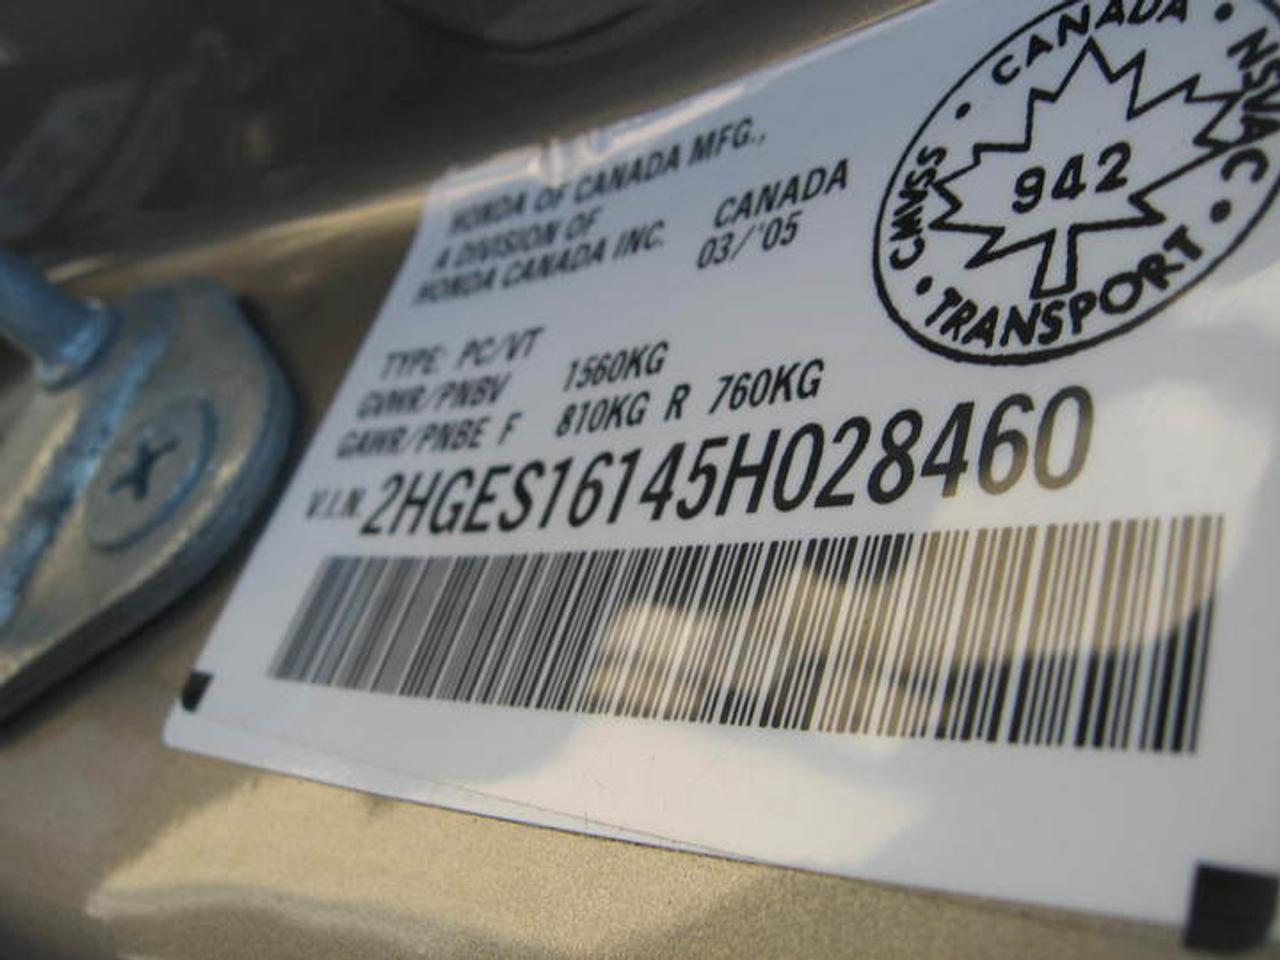 HONDA OF CANADA MFG.,
A DIVISION OF
HONDA CANADA INC.
CANADA
03/'05
TYPE: PC/VT
GVWR/PNBV 1560KG
GAWR/PNBE F 810KG R 760KG
V.I.N. 2HGES16145H028460
CANADA
CMVSS
942
NSVAC
TRANSPORT